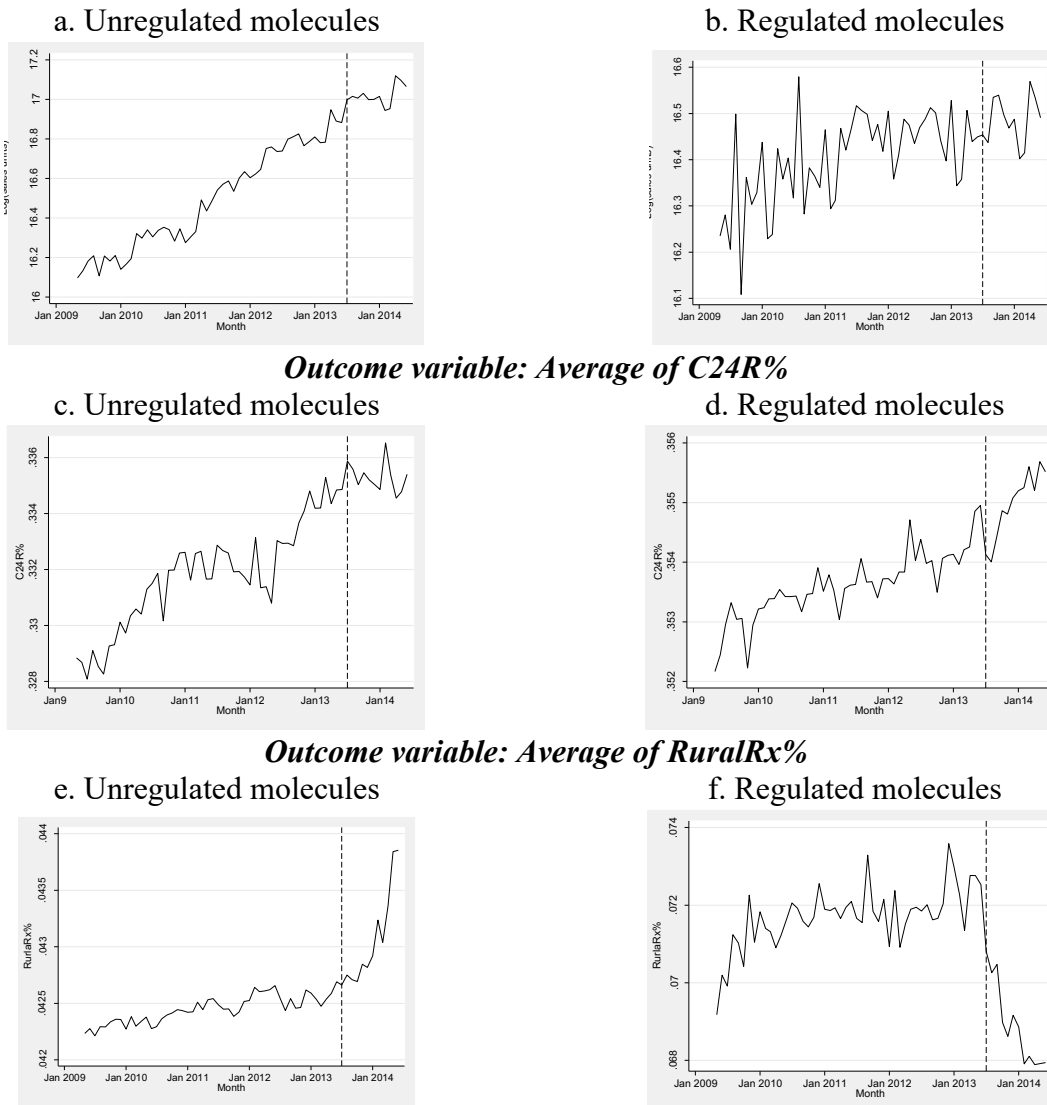 a. Unregulated molecules
b. Regulated molecules
17.2
17
16.8
16.6
16.4
16.2
16
Jan 2009 Jan 2010 Jan 2011 Jan 2012 Jan 2013 Jan 2014
Month
16.6
16.5
16.4
16.3
16.2
16.1
Jan 2009 Jan 2010 Jan 2011 Jan 2012 Jan 2013 Jan 2014
Month
Outcome variable: Average of C24R%
c. Unregulated molecules
d. Regulated molecules
C24R%
.336
.334
.332
.33
.328
Jan9 Jan10 Jan11 Jan12 Jan13 Jan14
Month
C24R%
.356
.355
.354
.353
.352
Jan9 Jan10 Jan11 Jan12 Jan13 Jan14
Month
Outcome variable: Average of RuralRx%
e. Unregulated molecules
f. Regulated molecules
RurlaRx%
.044
.0435
.043
.0425
.042
Jan 2009 Jan 2010 Jan 2011 Jan 2012 Jan 2013 Jan 2014
Month
RurlaRx%
.074
.072
.07
.068
Jan 2009 Jan 2010 Jan 2011 Jan 2012 Jan 2013 Jan 2014
Month